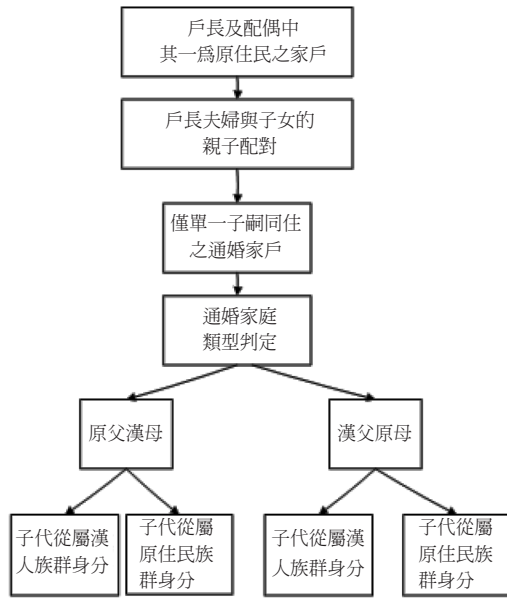 戶長及配偶中
其一爲原住民之家戶
戶長夫婦與子女的
親子配對
僅單一子嗣同住
之通婚家戶
通婚家庭
類型判定
原父漢母
漢父原母
子代從屬漢
人族群身分
子代從屬
原住民族
群身分
子代從屬漢
人族群身分
子代從屬
原住民族
群身分